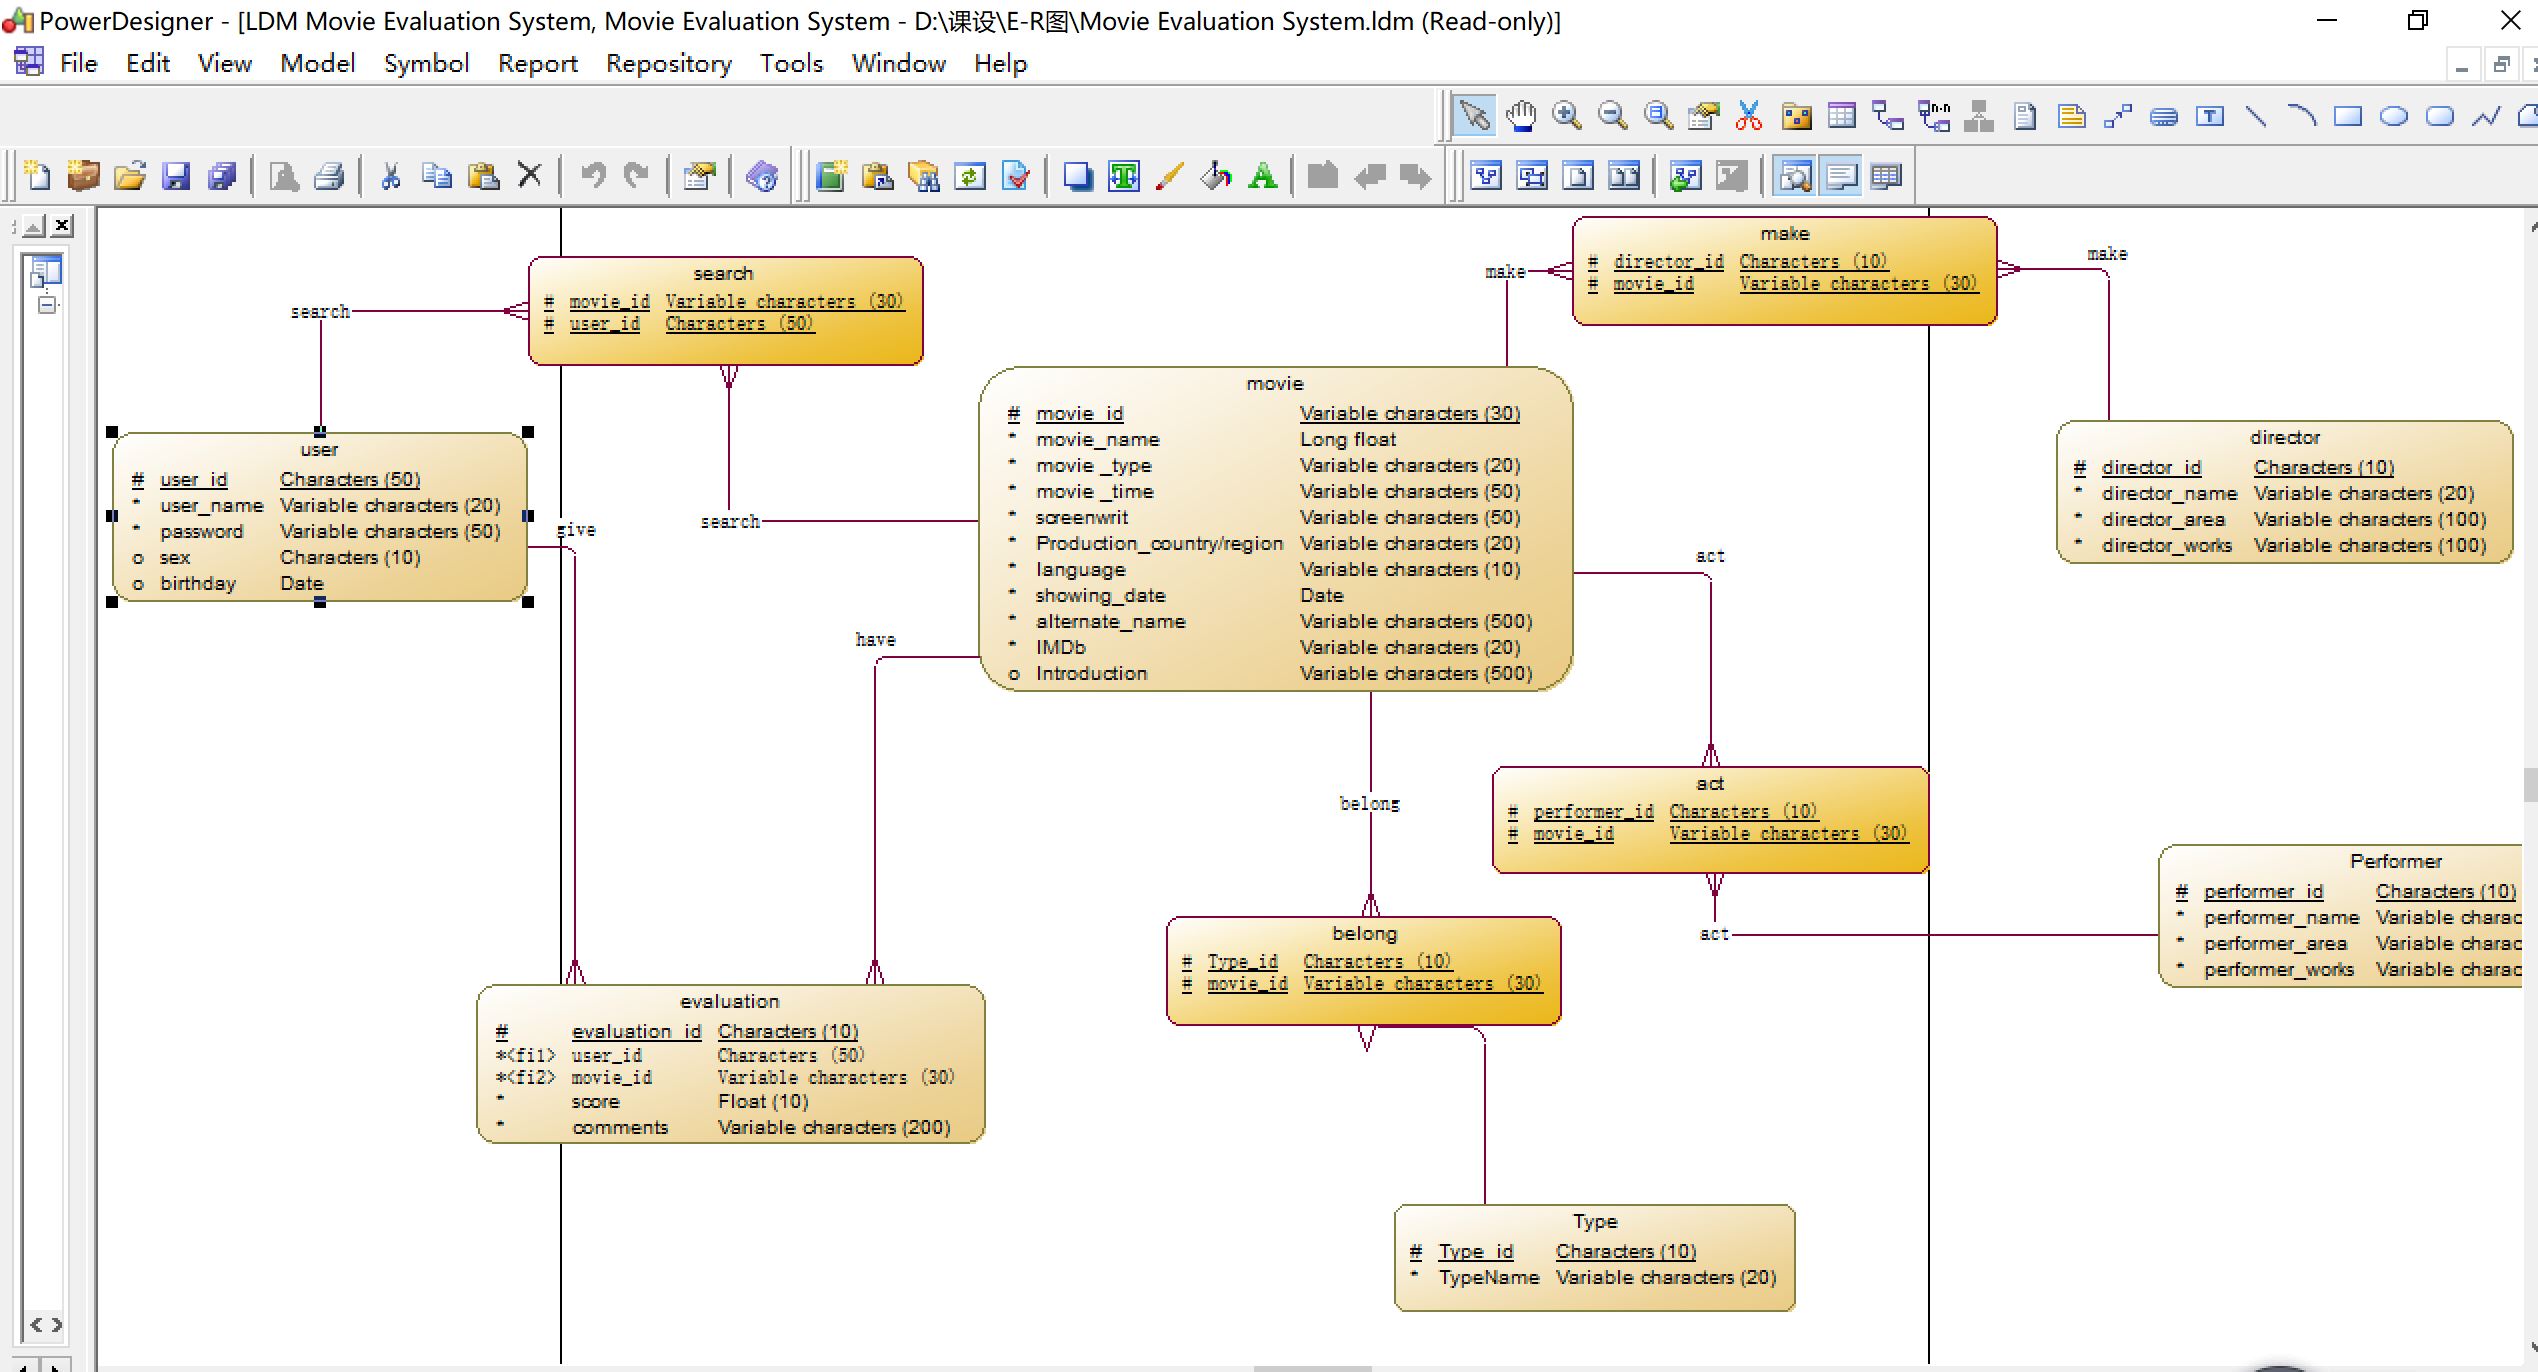 PowerDesigner - [LDM Movie Evaluation System, Movie Evaluation System - D:\课设\E-R图\Movie Evaluation System.ldm (Read-only)]
File Edit View Model Symbol Report Repository Tools Window Help
search
# movie_id Variable characters (30)
# user_id Characters (50)
make
# director_id Characters (10)
# movie_id Variable characters (30)
make
make
search
search
user
# user_id Characters (50)
* user_name Variable characters (20)
* password Variable characters (50)
o sex Characters (10)
o birthday Date
give
movie
# movie_id Variable characters (30)
* movie_name Long float
* movie _type Variable characters (20)
* movie _time Variable characters (50)
* screenwrit Variable characters (50)
* Production_country/region Variable characters (20)
* language Variable characters (10)
* showing_date Date
* alternate_name Variable characters (500)
* IMDb Variable characters (20)
o Introduction Variable characters (500)
director
# director_id Characters (10)
* director_name Variable characters (20)
* director_area Variable characters (100)
* director_works Variable characters (100)
act
have
belong
act
# performer_id Characters (10)
# movie_id Variable characters (30)
act
Performer
# performer_id Characters (10)
* performer_name Variable charac
* performer_area Variable charac
* performer_works Variable charac
belong
# Type_id Characters (10)
# movie_id Variable characters (30)
evaluation
# evaluation_id Characters (10)
*<fi1> user_id Characters (50)
*<fi2> movie_id Variable characters (30)
* score Float (10)
* comments Variable characters (200)
Type
# Type_id Characters (10)
* TypeName Variable characters (20)